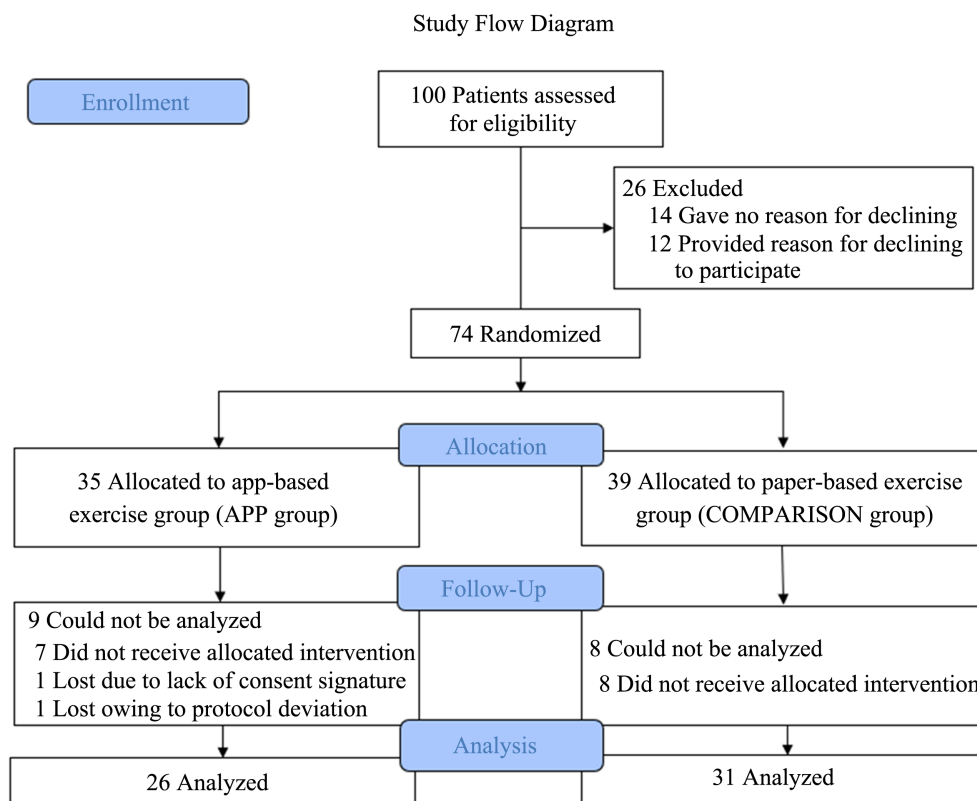 Study Flow Diagram
Enrollment
100 Patients assessed
for eligibility
26 Excluded
14 Gave no reason for declining
12 Provided reason for declining
to participate
74 Randomized
Allocation
35 Allocated to app-based
exercise group (APP group)
39 Allocated to paper-based exercise
group (COMPARISON group)
Follow-Up
9 Could not be analyzed
7 Did not receive allocated intervention
1 Lost due to lack of consent signature
1 Lost owing to protocol deviation
8 Could not be analyzed
8 Did not receive allocated intervention
Analysis
26 Analyzed
31 Analyzed